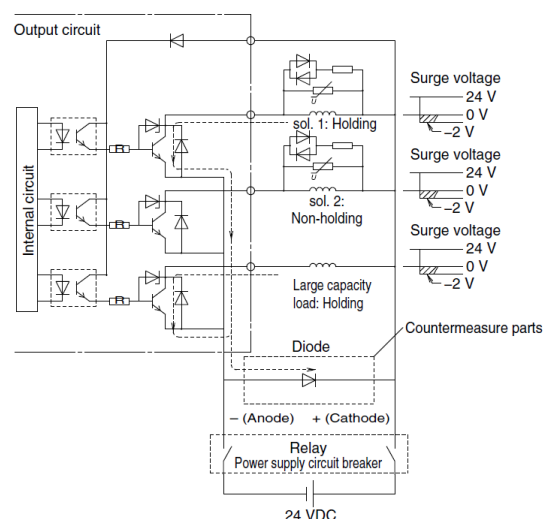 Output circuit
Internal circuit
R
R
R
U
sol. 1: Holding
U
sol. 2:
Non-holding
Large capacity
load: Holding
Surge voltage
24 V
0 V
–2 V
Surge voltage
24 V
0 V
–2 V
Surge voltage
24 V
0 V
–2 V
Countermeasure parts
Diode
– (Anode) + (Cathode)
Relay
Power supply circuit breaker
24 VDC